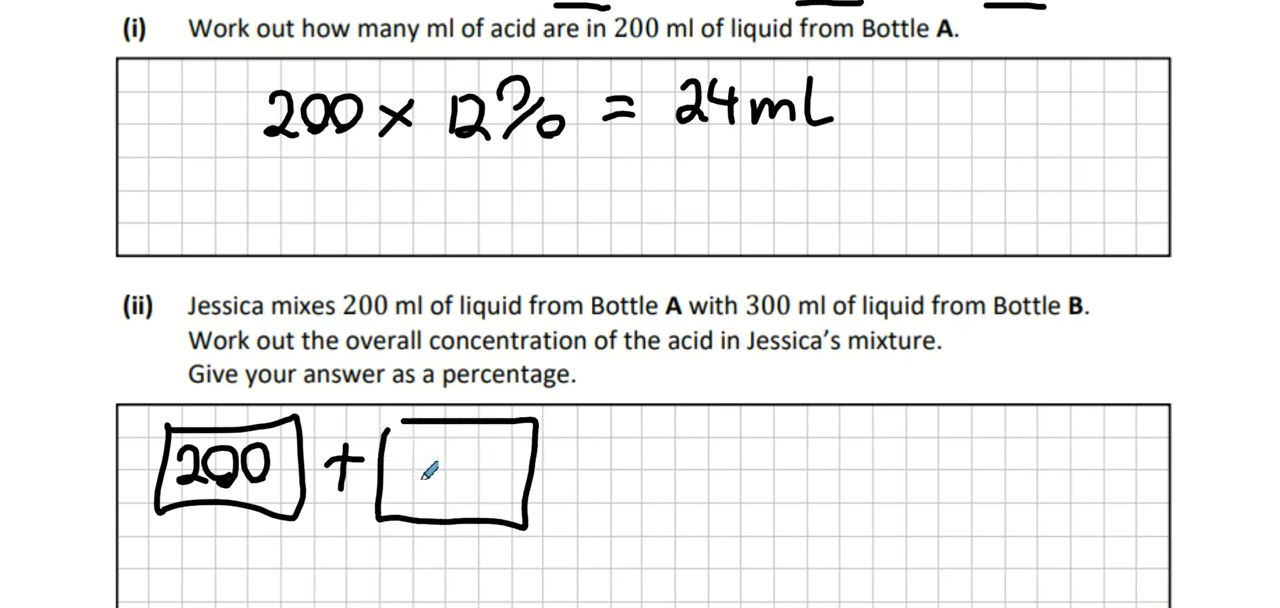 (i) Work out how many ml of acid are in 200 ml of liquid from Bottle A.
200 × 12% = 24mL
(ii) Jessica mixes 200 ml of liquid from Bottle A with 300 ml of liquid from Bottle B.
Work out the overall concentration of the acid in Jessica's mixture.
Give your answer as a percentage.
200 +